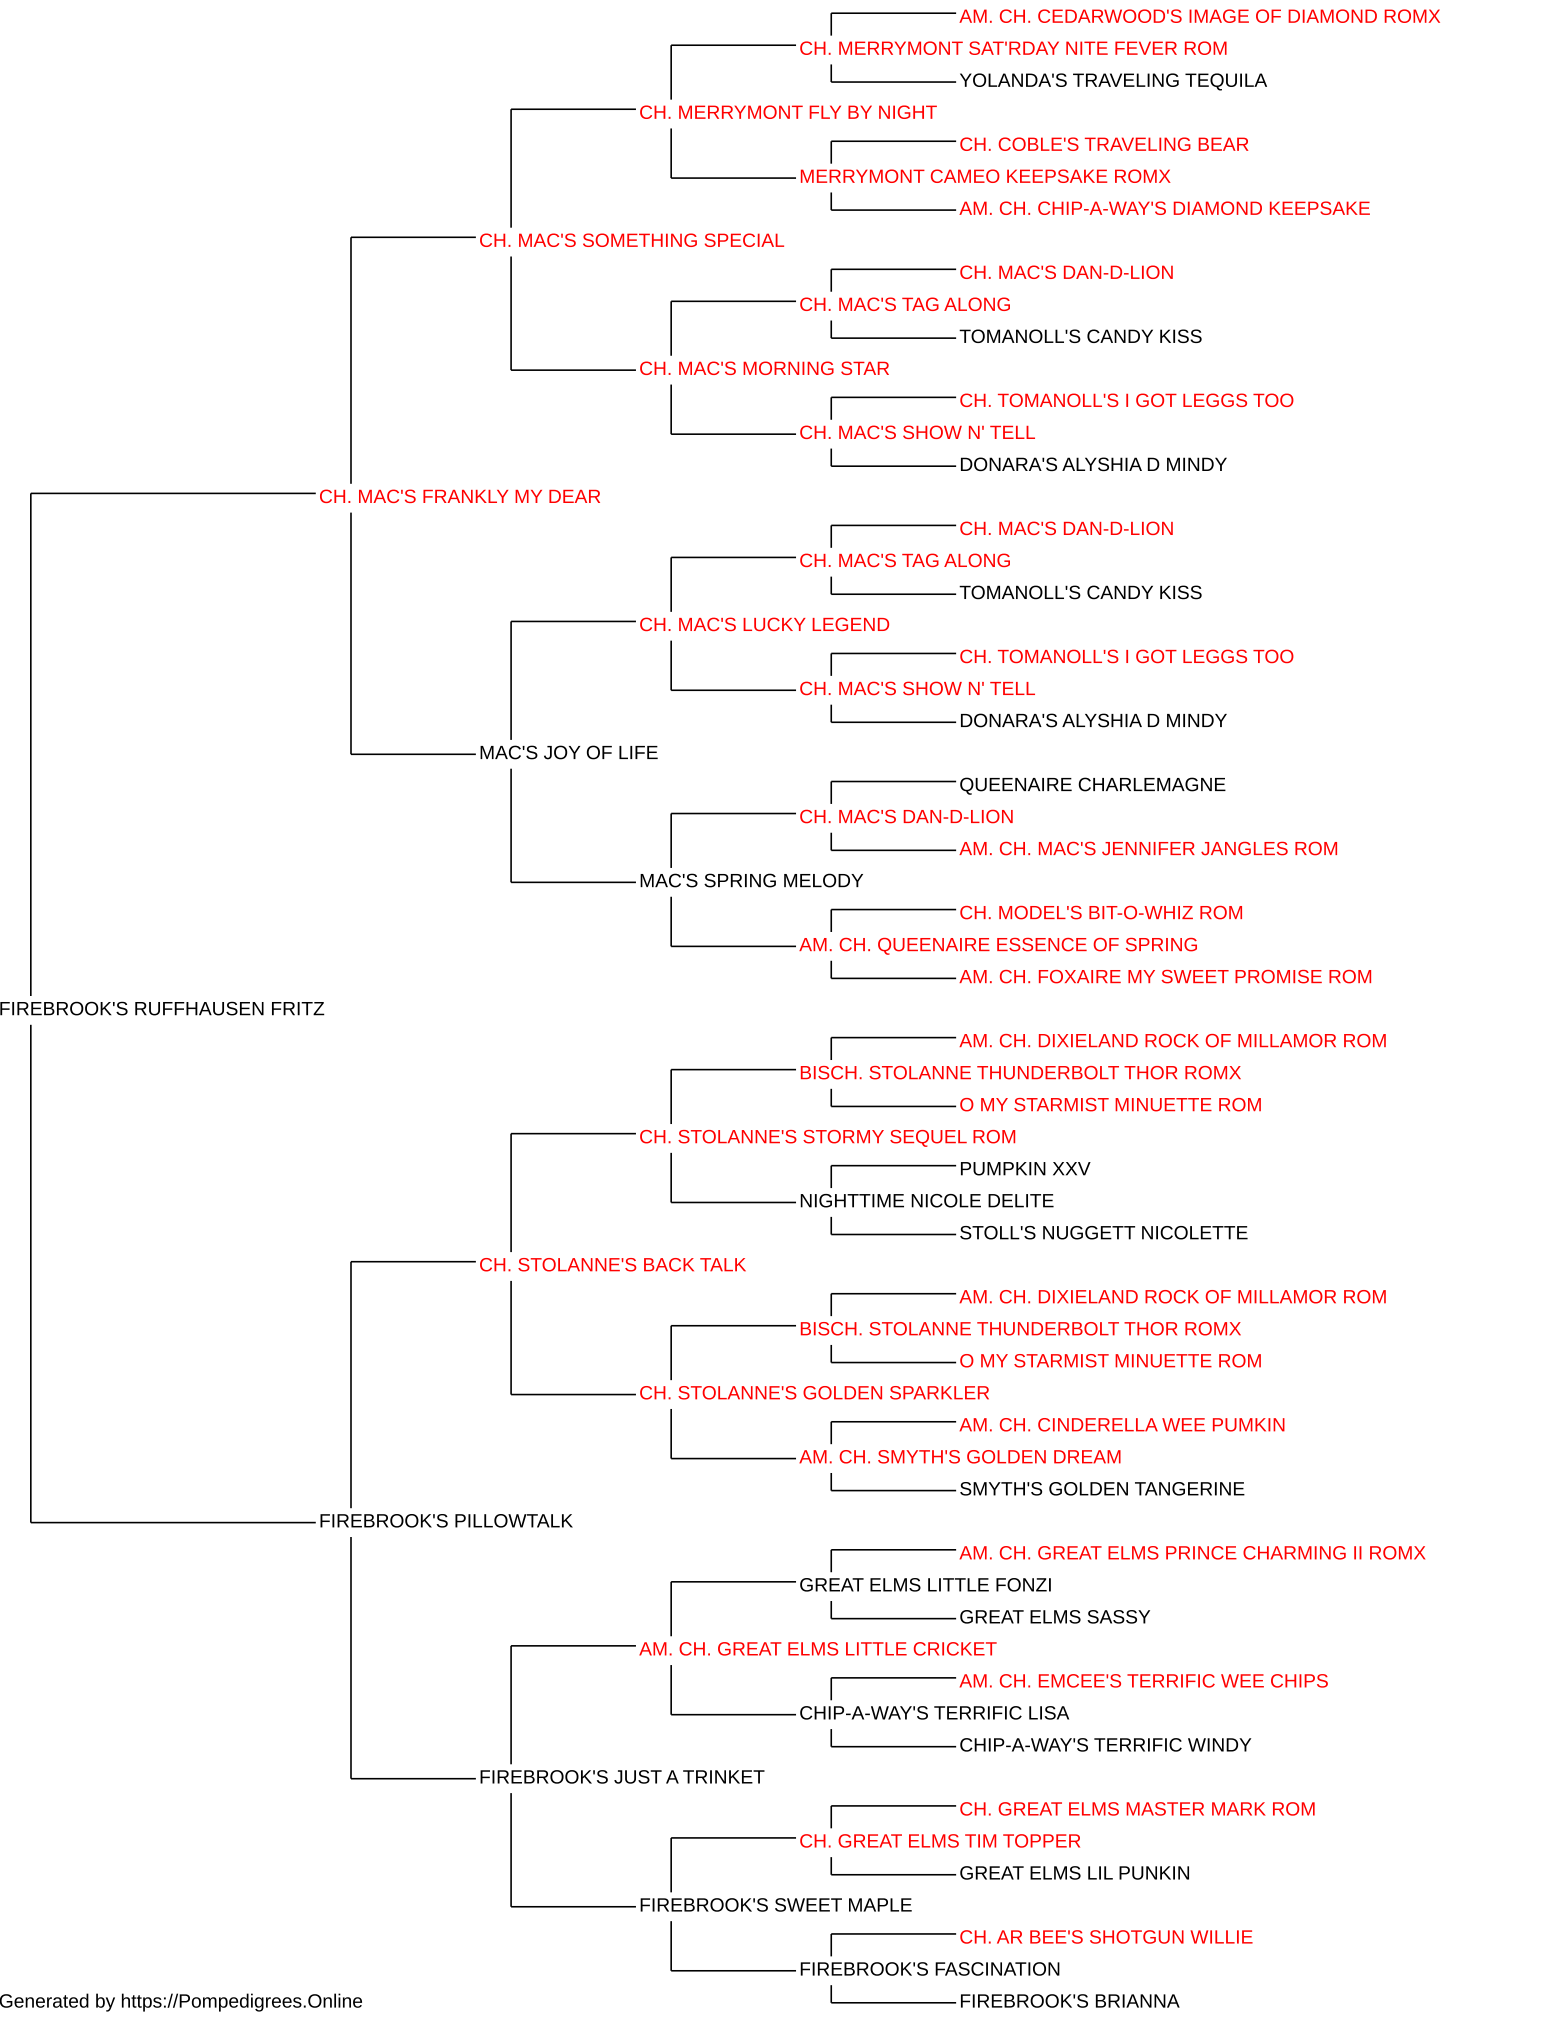 AM. CH. CEDARWOOD'S IMAGE OF DIAMOND ROMX
CH. MERRYMONT SAT'RDAY NITE FEVER ROM
YOLANDA'S TRAVELING TEQUILA
CH. MERRYMONT FLY BY NIGHT
CH. COBLE'S TRAVELING BEAR
MERRYMONT CAMEO KEEPSAKE ROMX
AM. CH. CHIP-A-WAY'S DIAMOND KEEPSAKE
CH. MAC'S SOMETHING SPECIAL
CH. MAC'S DAN-D-LION
CH. MAC'S TAG ALONG
TOMANOLL'S CANDY KISS
CH. MAC'S MORNING STAR
CH. TOMANOLL'S I GOT LEGGS TOO
CH. MAC'S SHOW N' TELL
DONARA'S ALYSHIA D MINDY
CH. MAC'S FRANKLY MY DEAR
CH. MAC'S DAN-D-LION
CH. MAC'S TAG ALONG
TOMANOLL'S CANDY KISS
CH. MAC'S LUCKY LEGEND
CH. TOMANOLL'S I GOT LEGGS TOO
CH. MAC'S SHOW N' TELL
DONARA'S ALYSHIA D MINDY
MAC'S JOY OF LIFE
QUEENAIRE CHARLEMAGNE
CH. MAC'S DAN-D-LION
AM. CH. MAC'S JENNIFER JANGLES ROM
MAC'S SPRING MELODY
CH. MODEL'S BIT-O-WHIZ ROM
AM. CH. QUEENAIRE ESSENCE OF SPRING
AM. CH. FOXAIRE MY SWEET PROMISE ROM
FIREBROOK'S RUFFHAUSEN FRITZ
AM. CH. DIXIELAND ROCK OF MILLAMOR ROM
BISCH. STOLANNE THUNDERBOLT THOR ROMX
O MY STARMIST MINUETTE ROM
CH. STOLANNE'S STORMY SEQUEL ROM
PUMPKIN XXV
NIGHTTIME NICOLE DELITE
STOLL'S NUGGETT NICOLETTE
CH. STOLANNE'S BACK TALK
AM. CH. DIXIELAND ROCK OF MILLAMOR ROM
BISCH. STOLANNE THUNDERBOLT THOR ROMX
O MY STARMIST MINUETTE ROM
CH. STOLANNE'S GOLDEN SPARKLER
AM. CH. CINDERELLA WEE PUMKIN
AM. CH. SMYTH'S GOLDEN DREAM
SMYTH'S GOLDEN TANGERINE
FIREBROOK'S PILLOWTALK
AM. CH. GREAT ELMS PRINCE CHARMING II ROMX
GREAT ELMS LITTLE FONZI
GREAT ELMS SASSY
AM. CH. GREAT ELMS LITTLE CRICKET
AM. CH. EMCEE'S TERRIFIC WEE CHIPS
CHIP-A-WAY'S TERRIFIC LISA
CHIP-A-WAY'S TERRIFIC WINDY
FIREBROOK'S JUST A TRINKET
CH. GREAT ELMS MASTER MARK ROM
CH. GREAT ELMS TIM TOPPER
GREAT ELMS LIL PUNKIN
FIREBROOK'S SWEET MAPLE
CH. AR BEE'S SHOTGUN WILLIE
FIREBROOK'S FASCINATION
FIREBROOK'S BRIANNA
Generated by https://Pompedigrees.Online